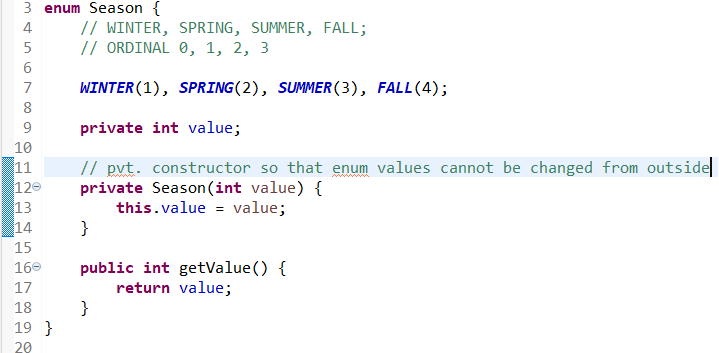 3 enum Season {
4     // WINTER, SPRING, SUMMER, FALL;
5     // ORDINAL 0, 1, 2, 3
6
7     WINTER(1), SPRING(2), SUMMER(3), FALL(4);
8
9     private int value;
10
11     // pvt. constructor so that enum values cannot be changed from outside
12     private Season(int value) {
13         this.value = value;
14     }
15
16     public int getValue() {
17         return value;
18     }
19 }
20